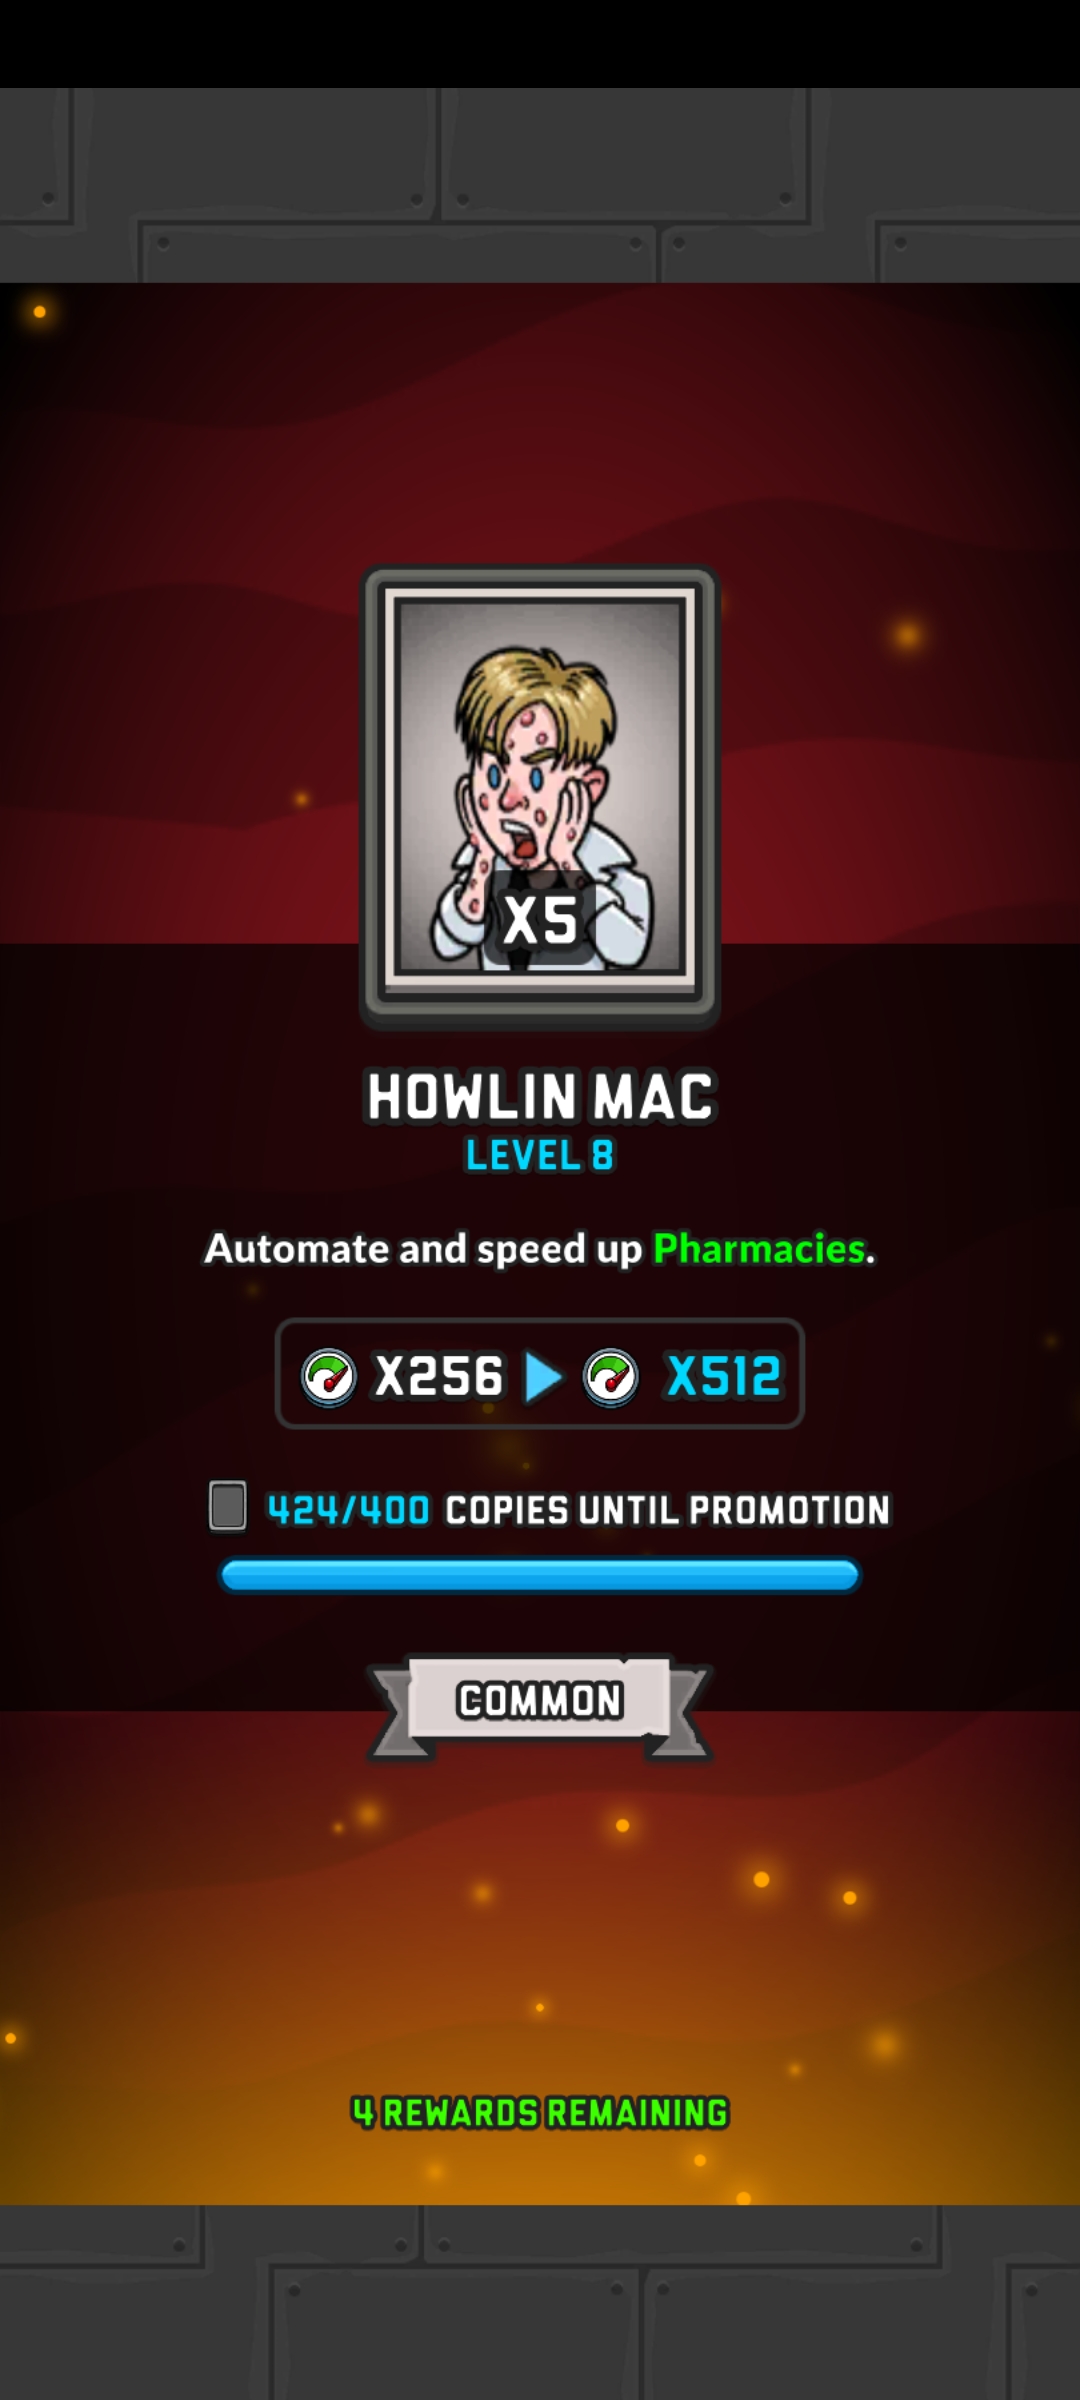 X5
HOWLIN MAC
LEVEL 8
Automate and speed up Pharmacies.
X256 X512
424/400 COPIES UNTIL PROMOTION
COMMON
4 REWARDS REMAINING